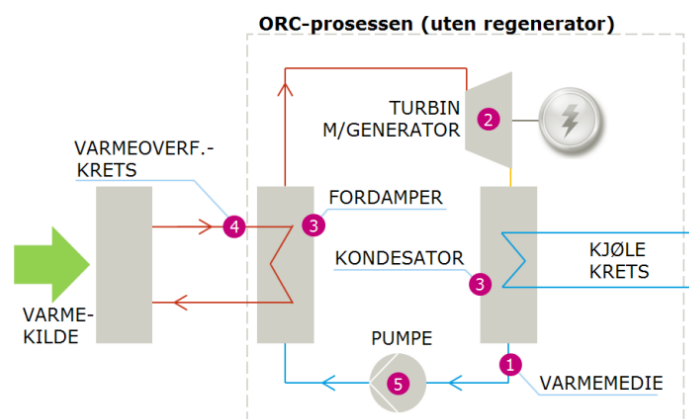 ORC-prosessen (uten regenerator)
TURBIN
M/GENERATOR
2
VARMEOVERF.-
KRETS
4
3
FORDAMPER
KONDESATOR
3
KJØLE
KRETS
VARME-
KILDE
PUMPE
5
1
VARMEMEDIE